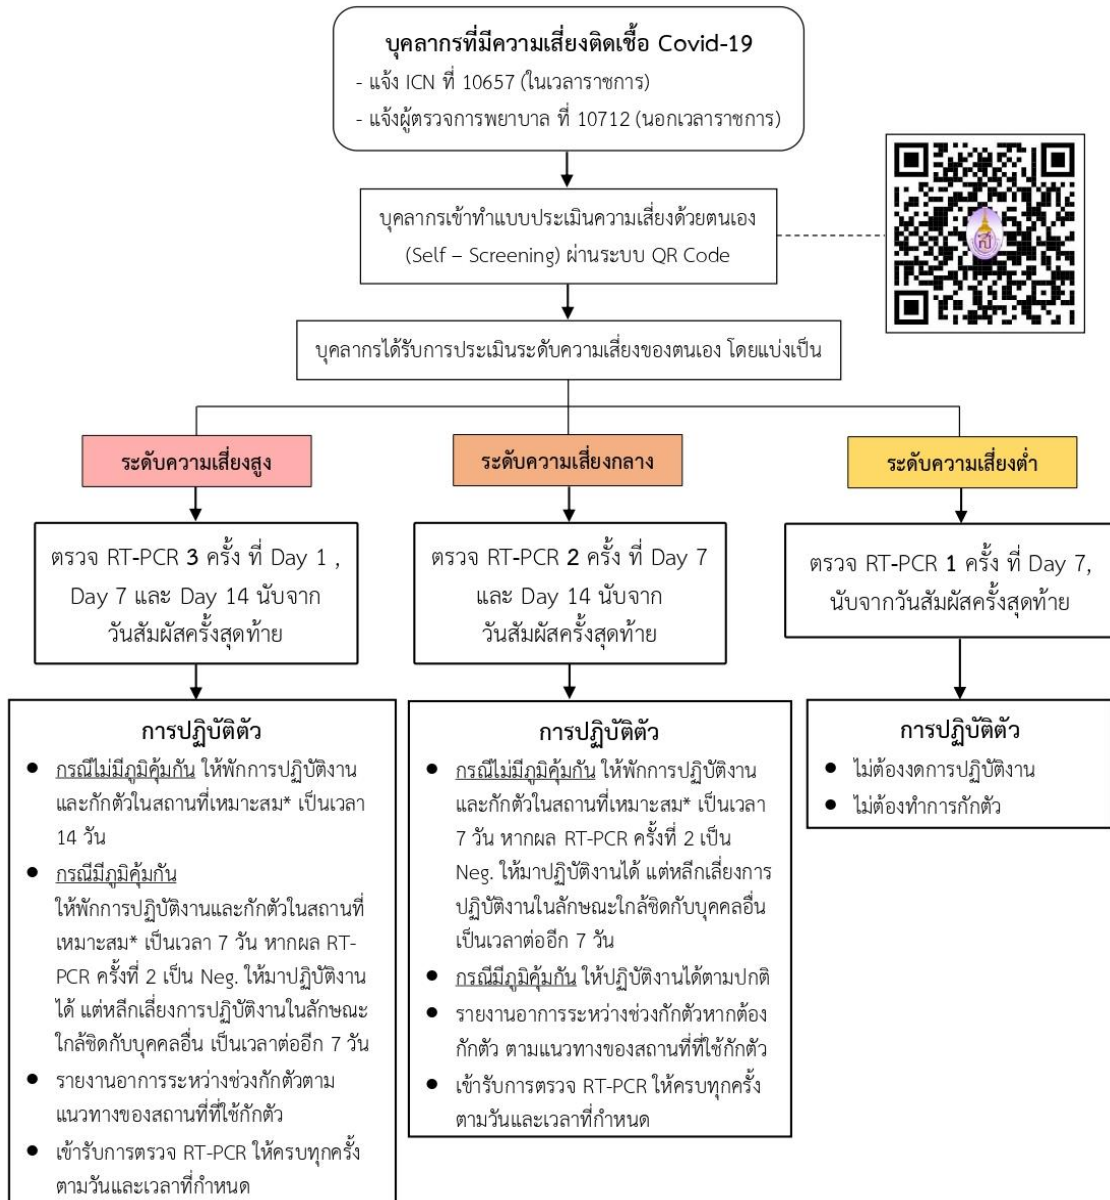 บุคลากรที่มีความเสี่ยงติดเชื้อ Covid-19
- แจ้ง ICN ที่ 10657 (ในเวลาราชการ)
- แจ้งผู้ตรวจการพยาบาล ที่ 10712 (นอกเวลาราชการ)
บุคลากรเข้าทำแบบประเมินความเสี่ยงด้วยตนเอง
(Self – Screening) ผ่านระบบ QR Code
บุคลากรได้รับการประเมินระดับความเสี่ยงของตนเอง โดยแบ่งเป็น
ระดับความเสี่ยงสูง
ตรวจ RT-PCR 3 ครั้ง ที่ Day 1 ,
Day 7 และ Day 14 นับจาก
วันสัมผัสครั้งสุดท้าย
การปฏิบัติตัว
● กรณีไม่มีภูมิคุ้มกัน ให้พักการปฏิบัติงาน
และกักตัวในสถานที่เหมาะสม* เป็นเวลา
14 วัน
● กรณีมีภูมิคุ้มกัน
ให้พักการปฏิบัติงานและกักตัวในสถานที่
เหมาะสม* เป็นเวลา 7 วัน หากผล RT-
PCR ครั้งที่ 2 เป็น Neg. ให้มาปฏิบัติงาน
ได้ แต่หลีกเลี่ยงการปฏิบัติงานในลักษณะ
ใกล้ชิดกับบุคคลอื่น เป็นเวลาต่ออีก 7 วัน
● รายงานอาการระหว่างช่วงกักตัวตาม
แนวทางของสถานที่ที่ใช้กักตัว
● เข้ารับการตรวจ RT-PCR ให้ครบทุกครั้ง
ตามวันและเวลาที่กำหนด
ระดับความเสี่ยงกลาง
ตรวจ RT-PCR 2 ครั้ง ที่ Day 7
และ Day 14 นับจาก
วันสัมผัสครั้งสุดท้าย
การปฏิบัติตัว
● กรณีไม่มีภูมิคุ้มกัน ให้พักการปฏิบัติงาน
และกักตัวในสถานที่เหมาะสม* เป็นเวลา
7 วัน หากผล RT-PCR ครั้งที่ 2 เป็น
Neg. ให้มาปฏิบัติงานได้ แต่หลีกเลี่ยงการ
ปฏิบัติงานในลักษณะใกล้ชิดกับบุคคลอื่น
เป็นเวลาต่ออีก 7 วัน
● กรณีมีภูมิคุ้มกัน ให้ปฏิบัติงานได้ตามปกติ
● รายงานอาการระหว่างช่วงกักตัวหากต้อง
กักตัว ตามแนวทางของสถานที่ที่ใช้กักตัว
● เข้ารับการตรวจ RT-PCR ให้ครบทุกครั้ง
ตามวันและเวลาที่กำหนด
ระดับความเสี่ยงต่ำ
ตรวจ RT-PCR 1 ครั้ง ที่ Day 7,
นับจากวันสัมผัสครั้งสุดท้าย
การปฏิบัติตัว
● ไม่ต้องงดการปฏิบัติงาน
● ไม่ต้องทำการกักตัว